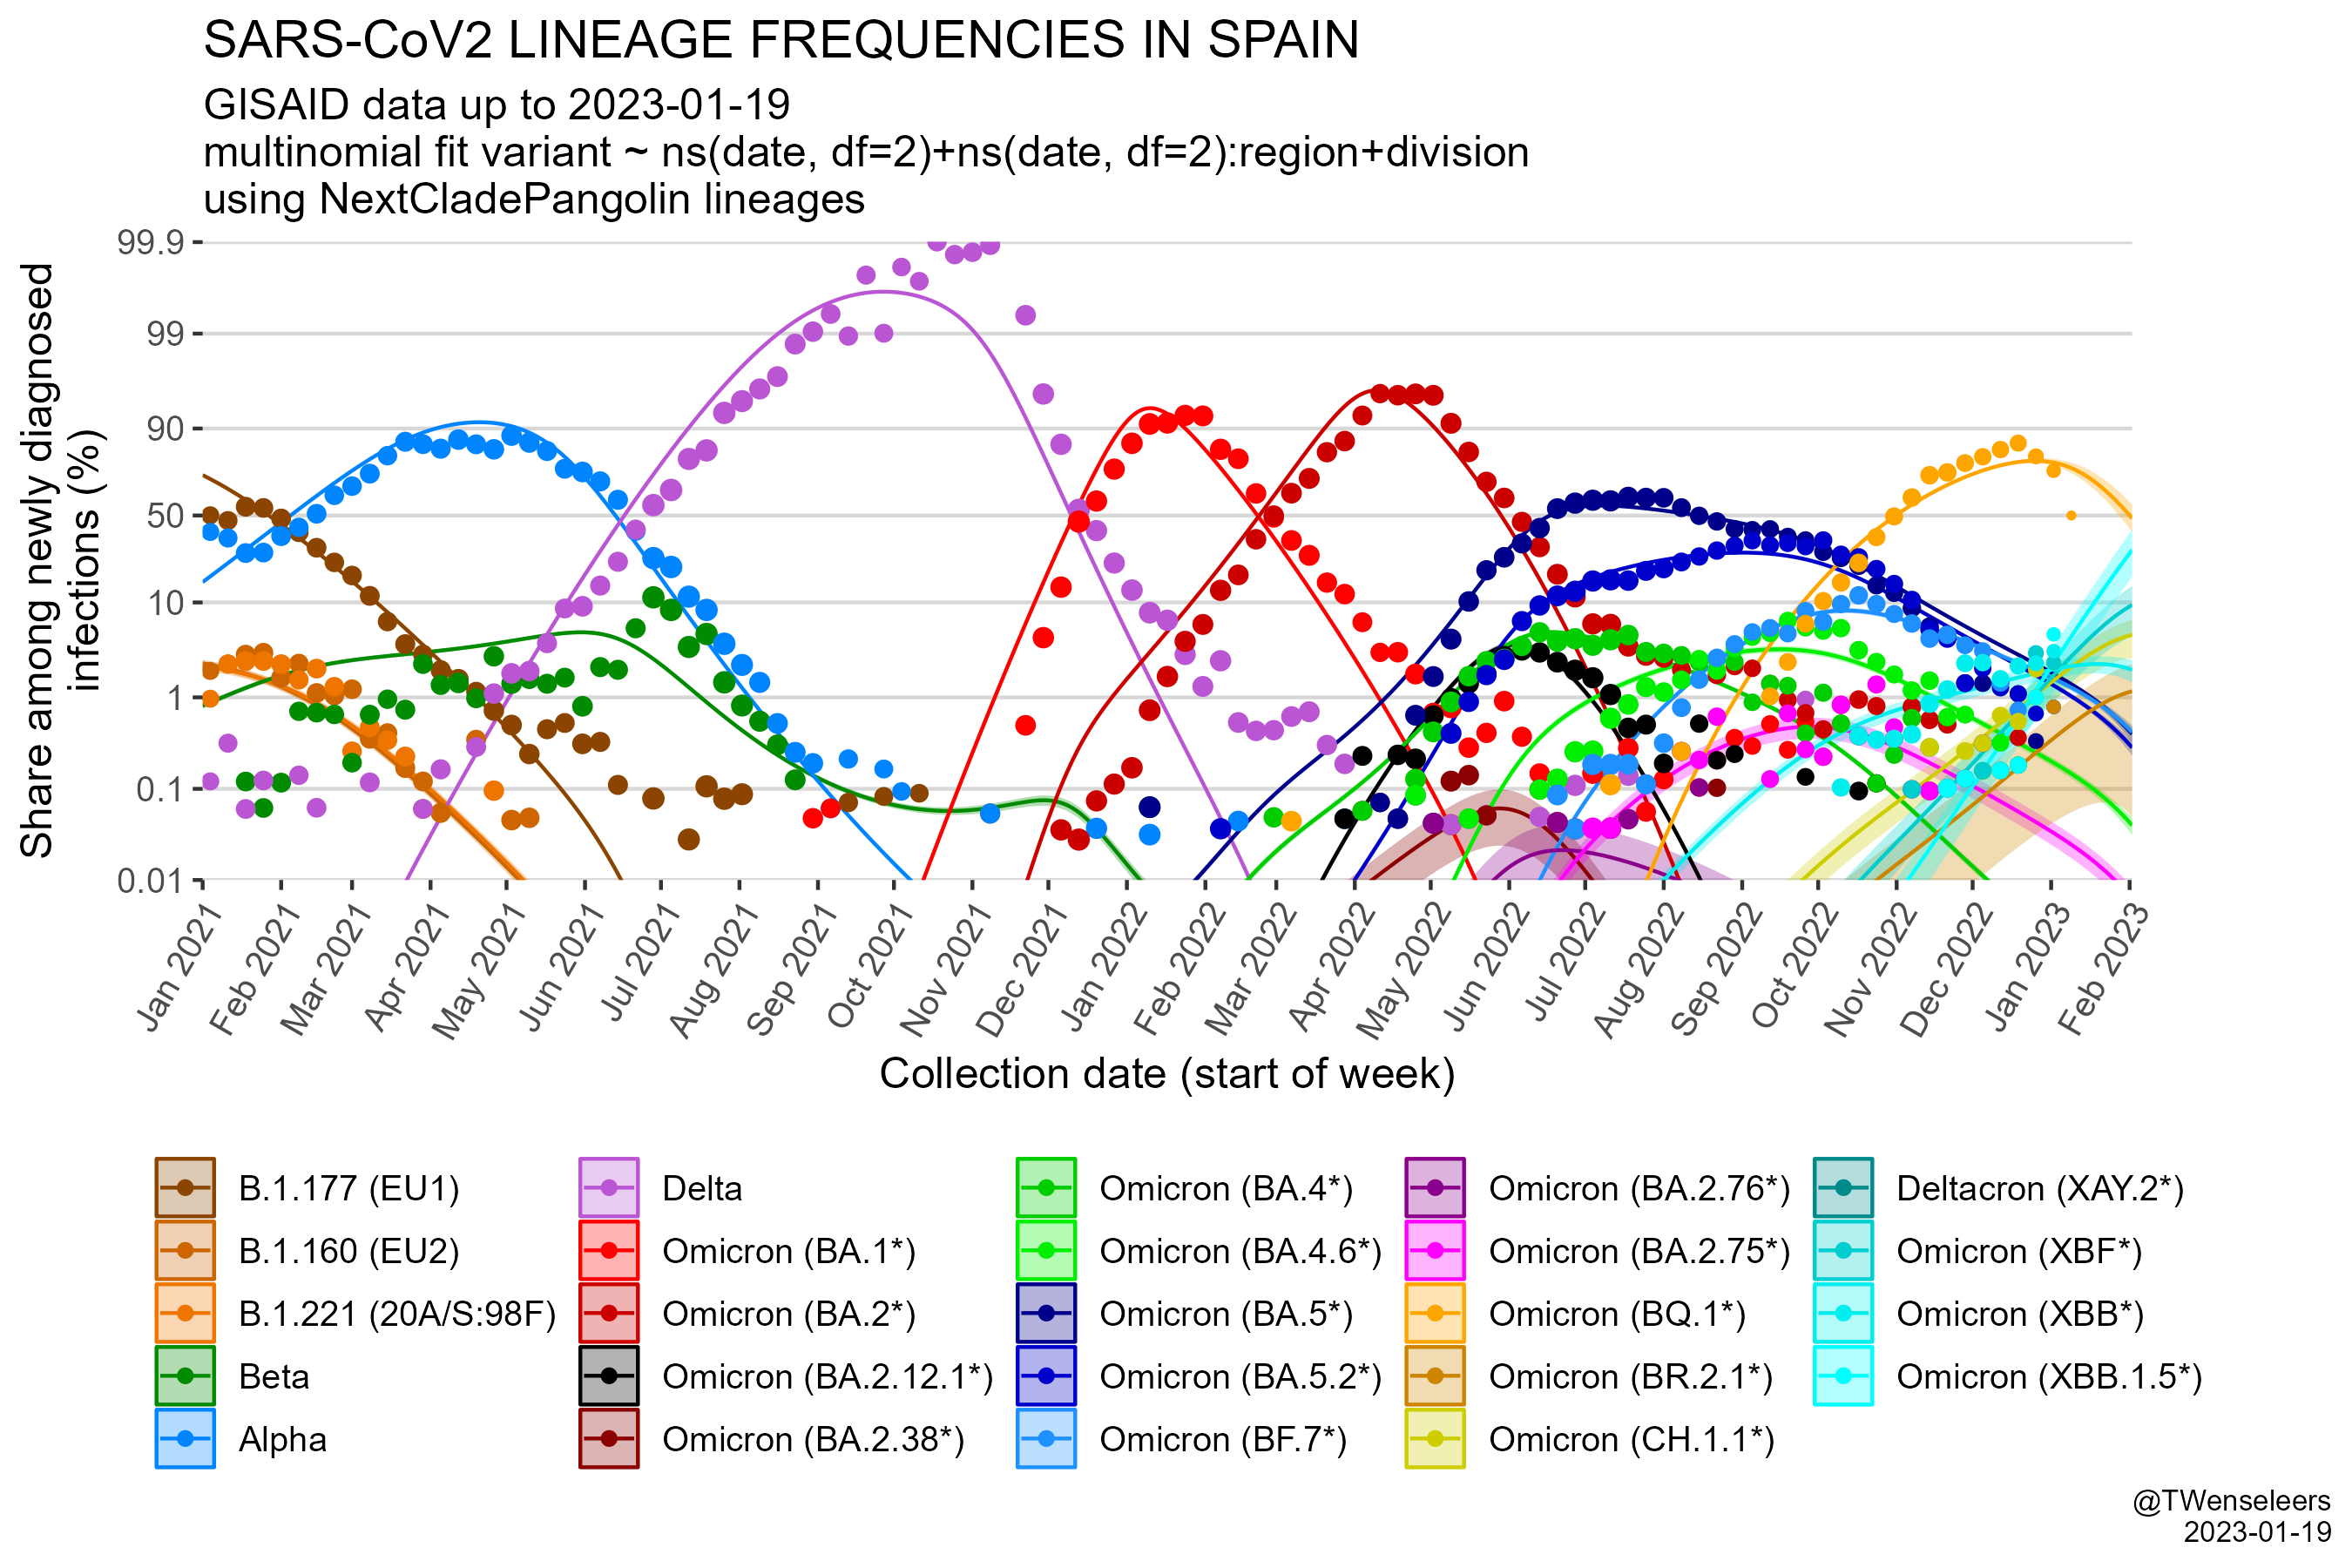 SARS-CoV2 LINEAGE FREQUENCIES IN SPAIN
GISAID data up to 2023-01-19
multinomial fit variant ~ ns(date, df=2)+ns(date, df=2):region+division
using NextCladePangolin lineages
Share among newly diagnosed
infections (%)
99.9
99
90
50
10
1
0.1
0.01
Jan 2021
Feb 2021
Mar 2021
Apr 2021
May 2021
Jun 2021
Jul 2021
Aug 2021
Sep 2021
Oct 2021
Nov 2021
Dec 2021
Jan 2022
Feb 2022
Mar 2022
Apr 2022
May 2022
Jun 2022
Jul 2022
Aug 2022
Sep 2022
Oct 2022
Nov 2022
Dec 2022
Jan 2023
Feb 2023
Collection date (start of week)
B.1.177 (EU1)
B.1.160 (EU2)
B.1.221 (20A/S:98F)
Beta
Alpha
Delta
Omicron (BA.1*)
Omicron (BA.2*)
Omicron (BA.2.12.1*)
Omicron (BA.2.38*)
Omicron (BA.4*)
Omicron (BA.4.6*)
Omicron (BA.5*)
Omicron (BA.5.2*)
Omicron (BF.7*)
Omicron (BA.2.76*)
Omicron (BA.2.75*)
Omicron (BQ.1*)
Omicron (BR.2.1*)
Omicron (CH.1.1*)
Deltacron (XAY.2*)
Omicron (XBF*)
Omicron (XBB*)
Omicron (XBB.1.5*)
@TWenseleers
2023-01-19